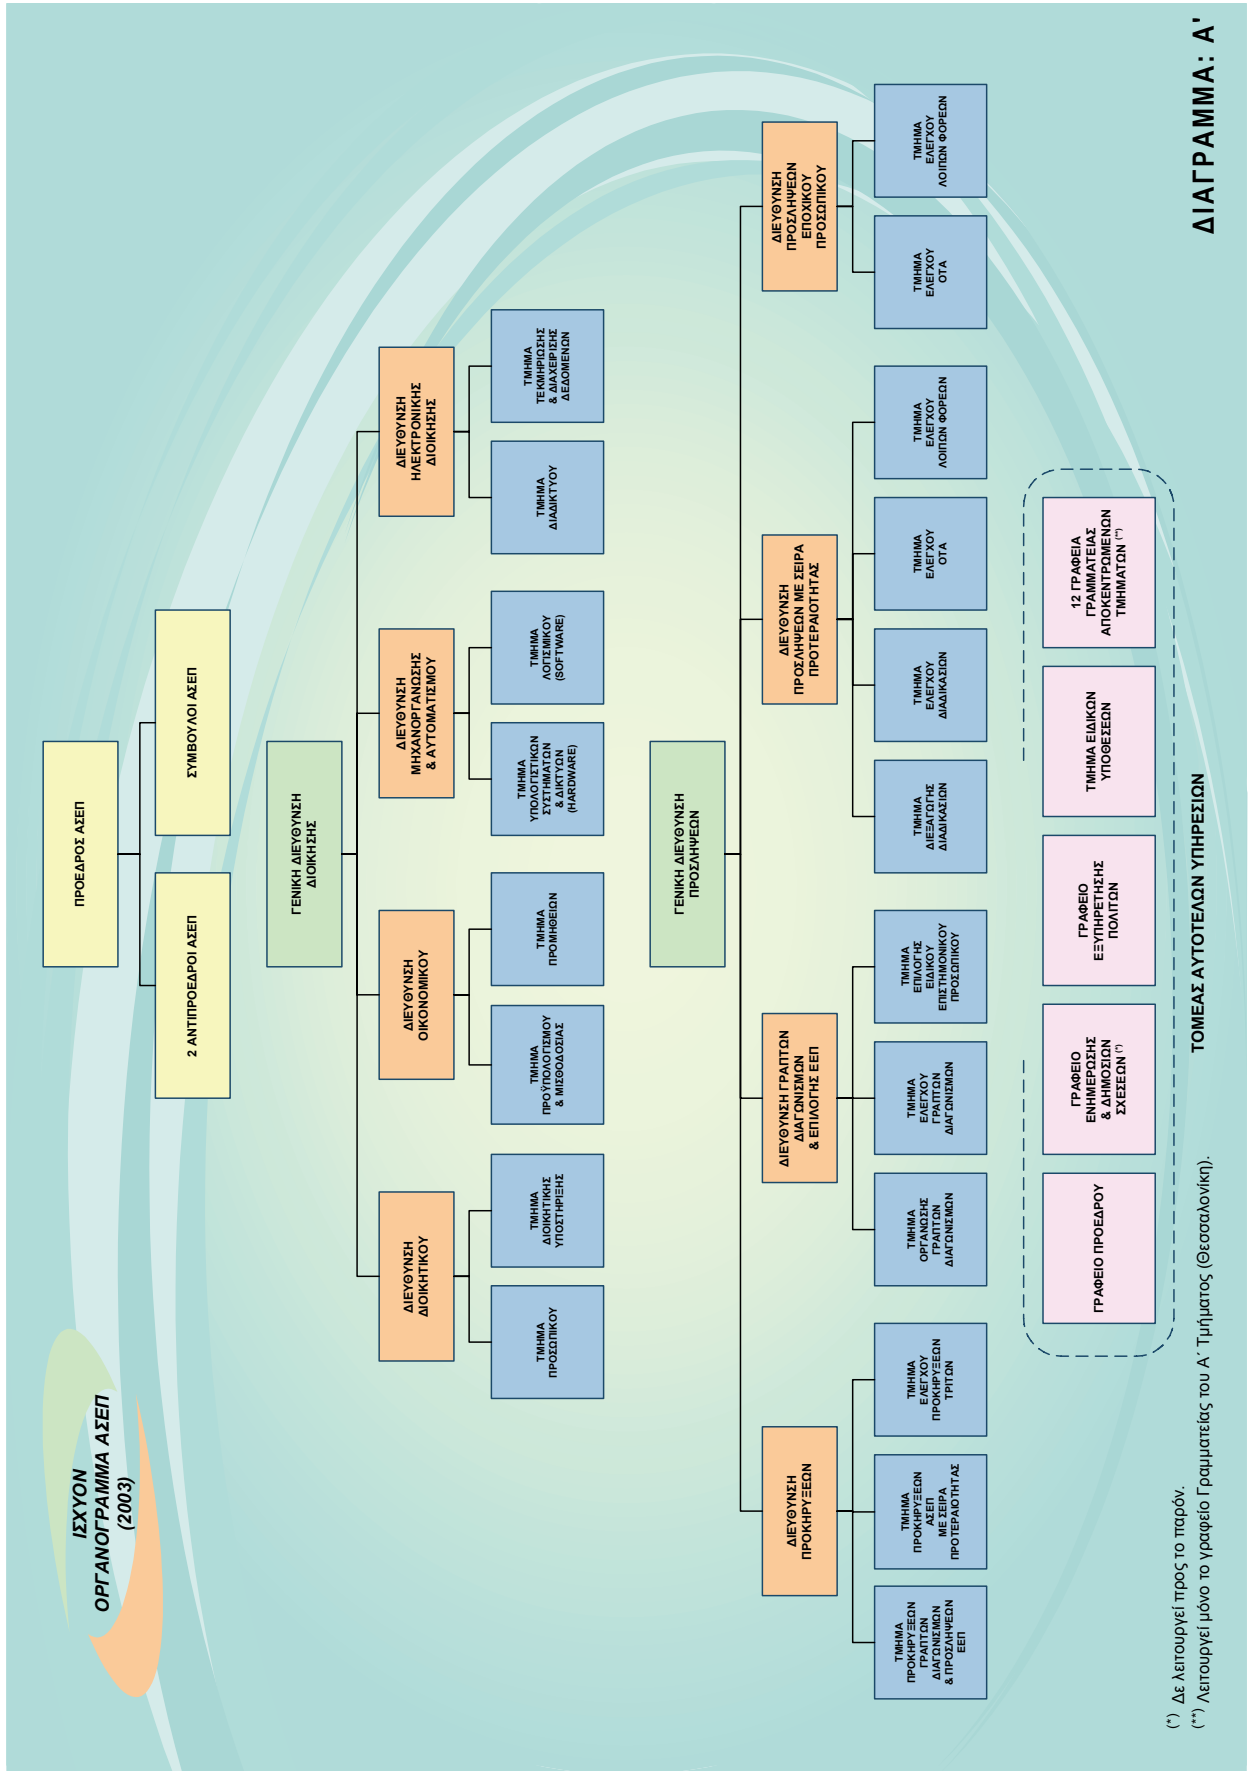 ΙΣΧΥΟΝ
ΟΡΓΑΝΟΓΡΑΜΜΑ ΑΣΕΠ
(2003)
ΔΙΑΓΡΑΜΜΑ: Α'
ΠΡΟΕΔΡΟΣ ΑΣΕΠ
2 ΑΝΤΙΠΡΟΕΔΡΟΙ ΑΣΕΠ
ΣΥΜΒΟΥΛΟΙ ΑΣΕΠ
ΓΕΝΙΚΗ ΔΙΕΥΘΥΝΣΗ
ΔΙΟΙΚΗΣΗΣ
ΔΙΕΥΘΥΝΣΗ
ΔΙΟΙΚΗΤΙΚΟΥ
ΔΙΕΥΘΥΝΣΗ
ΟΙΚΟΝΟΜΙΚΟΥ
ΔΙΕΥΘΥΝΣΗ
ΜΗΧΑΝΟΡΓΑΝΩΣΗΣ
& ΑΥΤΟΜΑΤΙΣΜΟΥ
ΔΙΕΥΘΥΝΣΗ
ΗΛΕΚΤΡΟΝΙΚΗΣ
ΔΙΟΙΚΗΣΗΣ
ΤΜΗΜΑ
ΠΡΟΣΩΠΙΚΟΥ
ΤΜΗΜΑ
ΔΙΟΙΚΗΤΙΚΗΣ
ΥΠΟΣΤΗΡΙΞΗΣ
ΤΜΗΜΑ
ΠΡΟΫΠΟΛΟΓΙΣΜΟΥ
& ΜΙΣΘΟΔΟΣΙΑΣ
ΤΜΗΜΑ
ΠΡΟΜΗΘΕΙΩΝ
ΤΜΗΜΑ
ΥΠΟΛΟΓΙΣΤΙΚΩΝ
ΣΥΣΤΗΜΑΤΩΝ
& ΔΙΚΤΥΩΝ
(HARDWARE)
ΤΜΗΜΑ
ΛΟΓΙΣΜΙΚΟΥ
(SOFTWARE)
ΤΜΗΜΑ
ΔΙΑΔΙΚΤΥΟΥ
ΤΜΗΜΑ
ΤΕΚΜΗΡΙΩΣΗΣ
& ΔΙΑΧΕΙΡΙΣΗΣ
ΔΕΔΟΜΕΝΩΝ
ΓΕΝΙΚΗ ΔΙΕΥΘΥΝΣΗ
ΠΡΟΣΛΗΨΕΩΝ
ΔΙΕΥΘΥΝΣΗ
ΠΡΟΚΗΡΥΞΕΩΝ
ΔΙΕΥΘΥΝΣΗ ΓΡΑΠΤΩΝ
ΔΙΑΓΩΝΙΣΜΩΝ
& ΕΠΙΛΟΓΗΣ ΕΕΠ
ΔΙΕΥΘΥΝΣΗ
ΠΡΟΣΛΗΨΕΩΝ ΜΕ ΣΕΙΡΑ
ΠΡΟΤΕΡΑΙΟΤΗΤΑΣ
ΔΙΕΥΘΥΝΣΗ
ΠΡΟΣΛΗΨΕΩΝ
ΕΠΟΧΙΚΟΥ
ΠΡΟΣΩΠΙΚΟΥ
ΤΜΗΜΑ
ΠΡΟΚΗΡΥΞΕΩΝ
ΓΡΑΠΤΩΝ
ΔΙΑΓΩΝΙΣΜΩΝ
& ΠΡΟΣΛΗΨΕΩΝ
ΕΕΠ
ΤΜΗΜΑ
ΠΡΟΚΗΡΥΞΕΩΝ
ΑΣΕΠ
ΜΕ ΣΕΙΡΑ
ΠΡΟΤΕΡΑΙΟΤΗΤΑΣ
ΤΜΗΜΑ
ΕΛΕΓΧΟΥ
ΠΡΟΚΗΡΥΞΕΩΝ
ΤΡΙΤΩΝ
ΤΜΗΜΑ
ΟΡΓΑΝΩΣΗΣ
ΓΡΑΠΤΩΝ
ΔΙΑΓΩΝΙΣΜΩΝ
ΤΜΗΜΑ
ΕΛΕΓΧΟΥ
ΓΡΑΠΤΩΝ
ΔΙΑΓΩΝΙΣΜΩΝ
ΤΜΗΜΑ
ΕΠΙΛΟΓΗΣ
ΕΙΔΙΚΟΥ
ΕΠΙΣΤΗΜΟΝΙΚΟΥ
ΠΡΟΣΩΠΙΚΟΥ
ΤΜΗΜΑ
ΔΙΕΞΑΓΩΓΗΣ
ΔΙΑΔΙΚΑΣΙΩΝ
ΤΜΗΜΑ
ΕΛΕΓΧΟΥ
ΔΙΑΔΙΚΑΣΙΩΝ
ΤΜΗΜΑ
ΕΛΕΓΧΟΥ
ΟΤΑ
ΤΜΗΜΑ
ΕΛΕΓΧΟΥ
ΛΟΙΠΩΝ ΦΟΡΕΩΝ
ΤΜΗΜΑ
ΕΛΕΓΧΟΥ
ΟΤΑ
ΤΜΗΜΑ
ΕΛΕΓΧΟΥ
ΛΟΙΠΩΝ ΦΟΡΕΩΝ
ΓΡΑΦΕΙΟ ΠΡΟΕΔΡΟΥ
ΓΡΑΦΕΙΟ
ΕΝΗΜΕΡΩΣΗΣ
& ΔΗΜΟΣΙΩΝ
ΣΧΕΣΕΩΝ (*)
ΓΡΑΦΕΙΟ
ΕΞΥΠΗΡΕΤΗΣΗΣ
ΠΟΛΙΤΩΝ
ΤΜΗΜΑ ΕΙΔΙΚΩΝ
ΥΠΟΘΕΣΕΩΝ
12 ΓΡΑΦΕΙΑ
ΓΡΑΜΜΑΤΕΙΑΣ
ΑΠΟΚΕΝΤΡΩΜΕΝΩΝ
ΤΜΗΜΑΤΩΝ (**)
ΤΟΜΕΑΣ ΑΥΤΟΤΕΛΩΝ ΥΠΗΡΕΣΙΩΝ
(*) Δε λειτουργεί προς το παρόν.
(**) Λειτουργεί μόνο το γραφείο Γραμματείας του Α΄ Τμήματος (Θεσσαλονίκη).